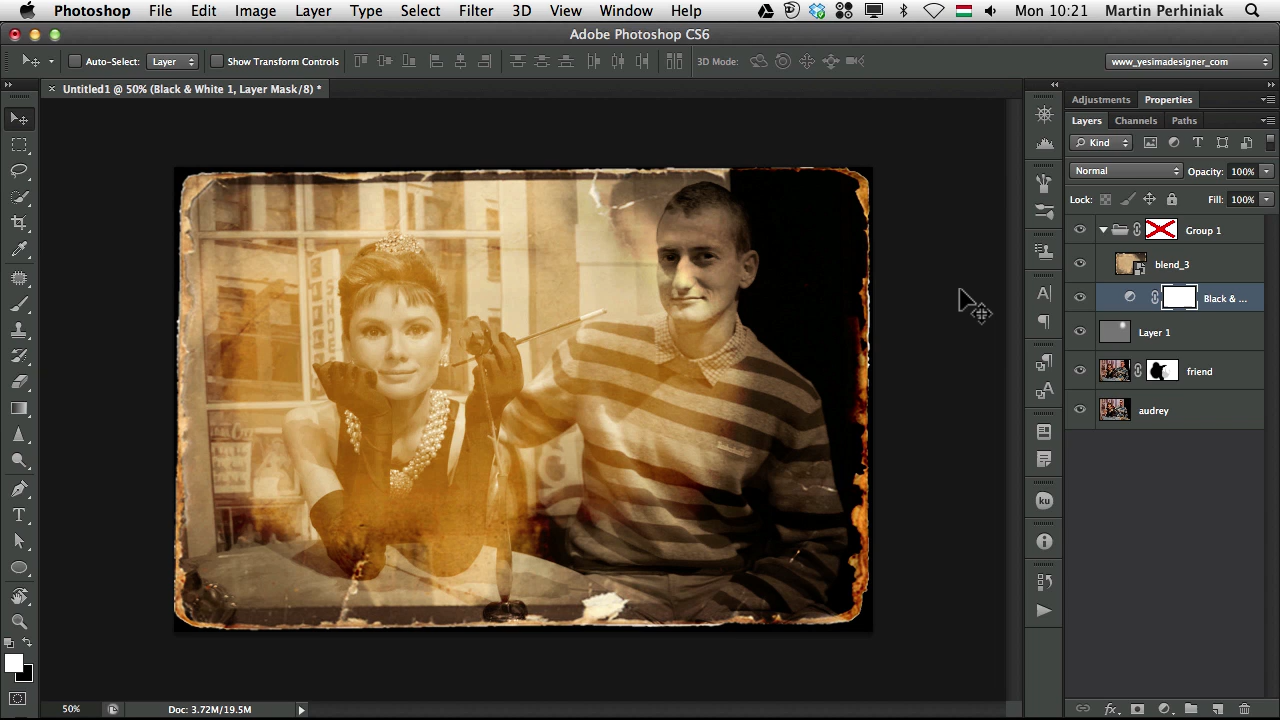 Photoshop File Edit Image Layer Type Select Filter 3D View Window Help Mon 10:21 Martin Perhiniak
Adobe Photoshop CS6
Auto-Select: Layer Show Transform Controls 3D Mode: www_yesimadesigner_com
× Untitled1 @ 50% (Black & White 1, Layer Mask/8) *
Adjustments Properties
Layers Channels Paths
Kind T
Normal Opacity: 100%
Lock: Fill: 100%
Group 1
blend_3
Black & ...
Layer 1
friend
audrey
ku
50% Doc: 3.72M/19.5M
fx